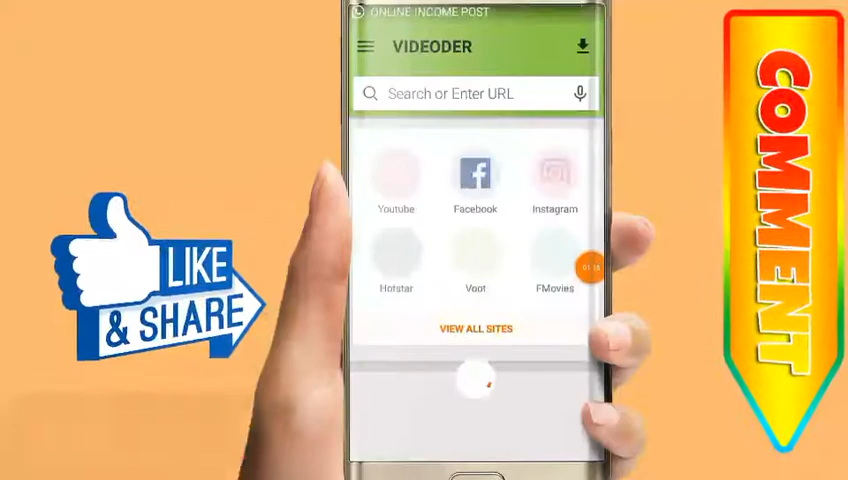 ONLINE INCOME POST
VIDEODER
Search or Enter URL
Youtube
Facebook
Instagram
Hotstar
Voot
FMovies
VIEW ALL SITES
LIKE
& SHARE
COMMENT